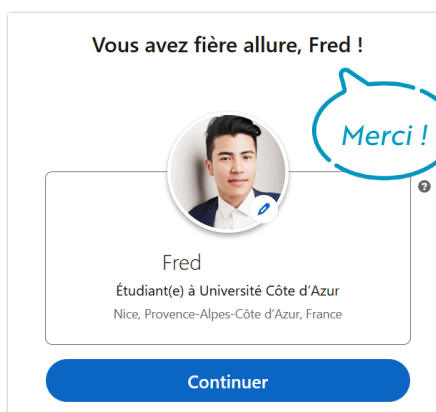 Vous avez fière allure, Fred !
Merci !
?
Fred
Étudiant(e) à Université Côte d’Azur
Nice, Provence-Alpes-Côte d’Azur, France
Continuer